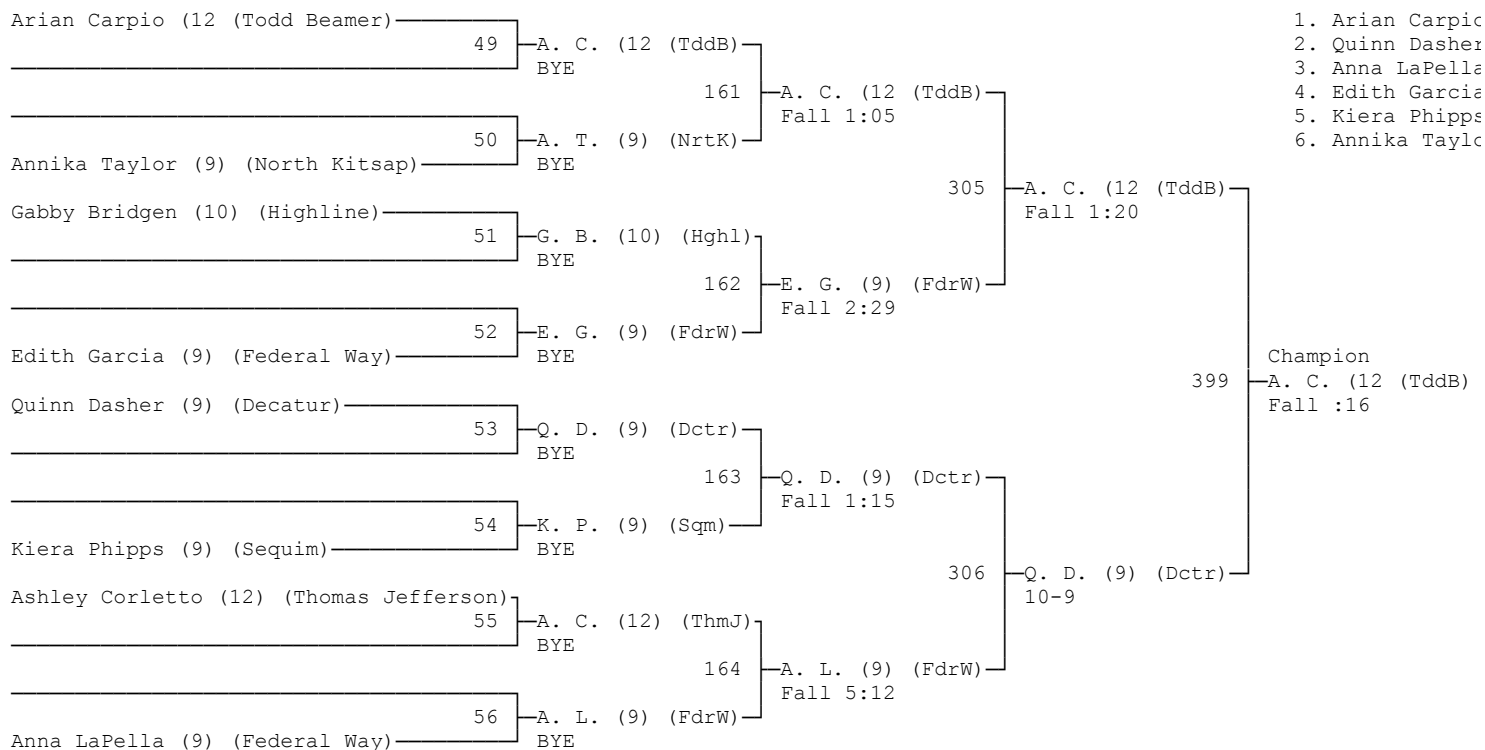 Arian Carpio (12 (Todd Beamer)
1. Arian Carpio
49 A. C. (12 (TddB)
2. Quinn Dasher
BYE
3. Anna LaPella
161 A. C. (12 (TddB)
4. Edith Garcia
Fall 1:05
5. Kiera Phipps
50 A. T. (9) (NrtK)
6. Annika Taylo
Annika Taylor (9) (North Kitsap)
BYE
305 A. C. (12 (TddB)
Gabby Bridgen (10) (Highline)
Fall 1:20
51 G. B. (10) (Hghl)
BYE
162 E. G. (9) (FdrW)
Fall 2:29
52 E. G. (9) (FdrW)
Edith Garcia (9) (Federal Way)
BYE
Champion
399 A. C. (12 (TddB)
Quinn Dasher (9) (Decatur)
Fall :16
53 Q. D. (9) (Dctr)
BYE
163 Q. D. (9) (Dctr)
Fall 1:15
54 K. P. (9) (Sqm)
Kiera Phipps (9) (Sequim)
BYE
306 Q. D. (9) (Dctr)
Ashley Corletto (12) (Thomas Jefferson)
10-9
55 A. C. (12) (ThmJ)
BYE
164 A. L. (9) (FdrW)
Fall 5:12
56 A. L. (9) (FdrW)
Anna LaPella (9) (Federal Way)
BYE